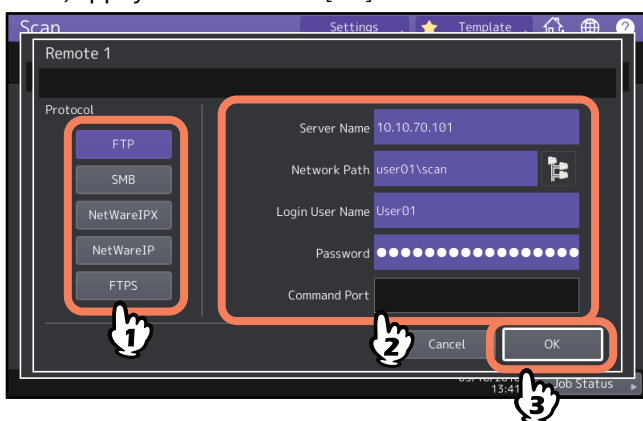 Scan Settings Template
Remote 1
Protocol
FTP
SMB
NetWareIPX
NetWareIP
FTPS
Server Name 10.10.70.101
Network Path user01\scan
Login User Name User01
Password ●●●●●●●●●●●●●●●●●
Command Port
1
2
Cancel OK
13:41 Job Status
3